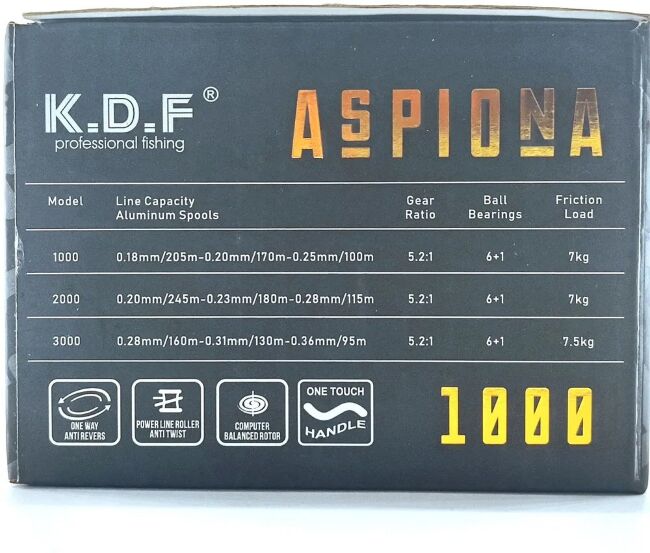 K.D.F®
professional fishing
ASPIONA
Model Line Capacity Aluminum Spools Gear Ratio Ball Bearings Friction Load
1000 0.18mm/205m-0.20mm/170m-0.25mm/100m 5.2:1 6+1 7kg
2000 0.20mm/245m-0.23mm/180m-0.28mm/115m 5.2:1 6+1 7kg
3000 0.28mm/160m-0.31mm/130m-0.36mm/95m 5.2:1 6+1 7.5kg
ONE WAY
ANTI REVERS
POWER LINE ROLLER
ANTI TWIST
COMPUTER
BALANCED ROTOR
ONE TOUCH
HANDLE
1000